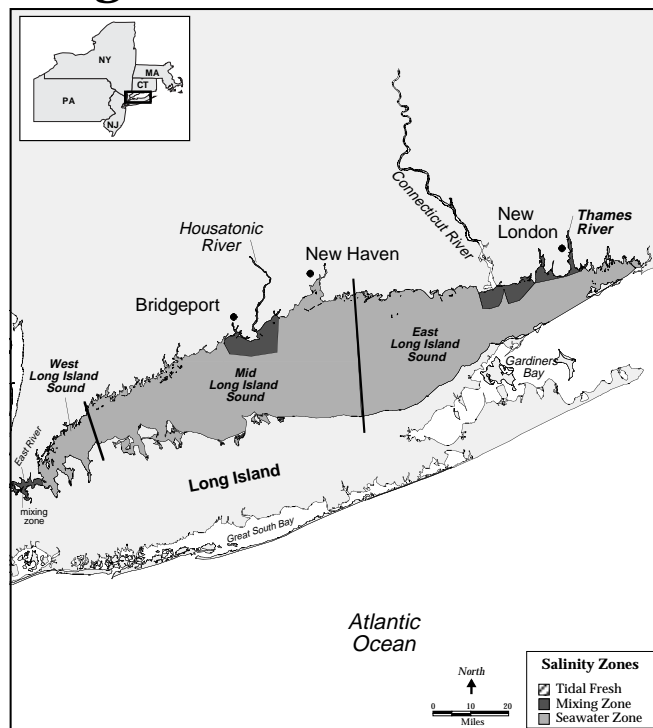 NY
MA
CT
PA
NJ
Connecticut River
New
London
Thames
River
Housatonic
River
New Haven
Bridgeport
East
Long Island
Sound
West
Long Island
Sound
Mid
Long Island
Sound
Gardiners
Bay
East River
mixing
zone
Long Island
Great South Bay
Atlantic
Ocean
North
0 10 20
Miles
Salinity Zones
Tidal Fresh
Mixing Zone
Seawater Zone